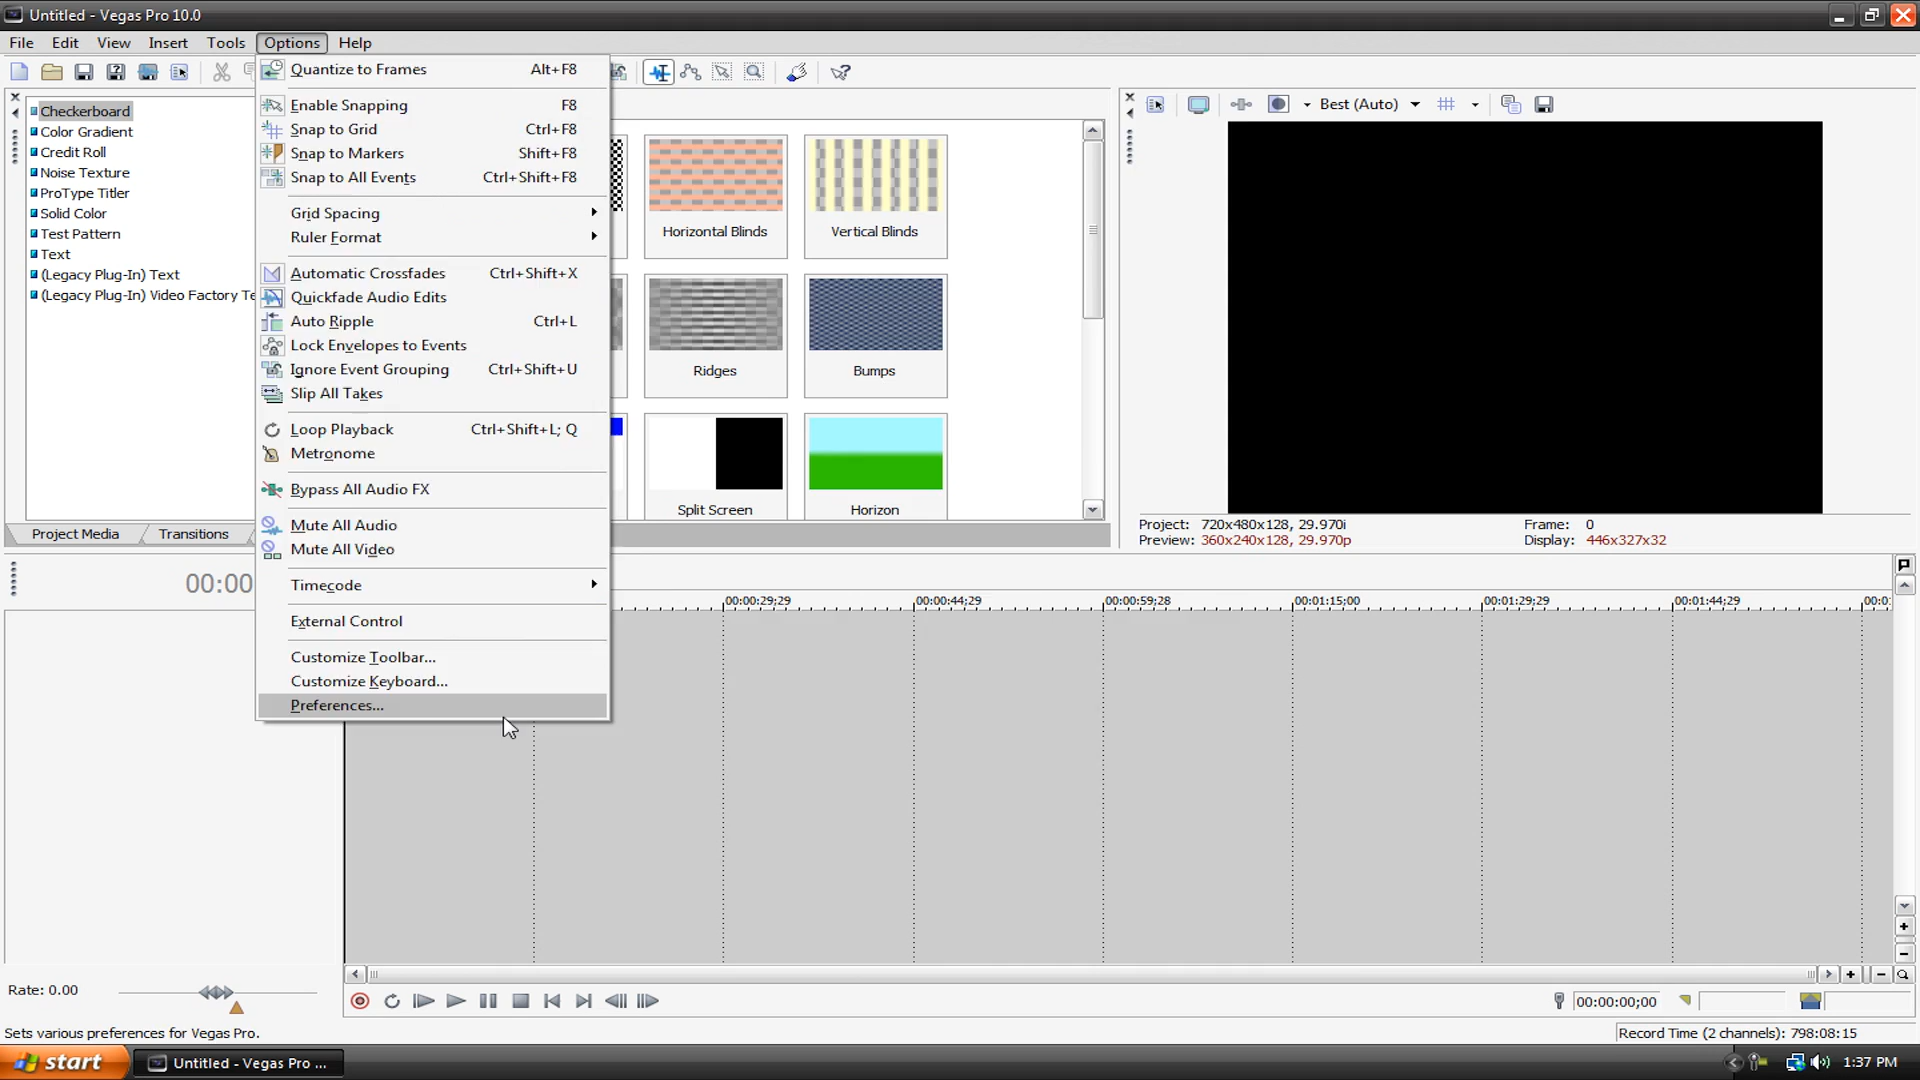 Untitled - Vegas Pro 10.0
File Edit View Insert Tools Options Help
Quantize to Frames Alt+F8
Enable Snapping F8
Snap to Grid Ctrl+F8
Snap to Markers Shift+F8
Snap to All Events Ctrl+Shift+F8
Grid Spacing
Ruler Format
Automatic Crossfades Ctrl+Shift+X
Quickfade Audio Edits
Auto Ripple Ctrl+L
Lock Envelopes to Events
Ignore Event Grouping Ctrl+Shift+U
Slip All Takes
Loop Playback Ctrl+Shift+L; Q
Metronome
Bypass All Audio FX
Mute All Audio
Mute All Video
Timecode
External Control
Customize Toolbar...
Customize Keyboard...
Preferences...
Checkerboard
Color Gradient
Credit Roll
Noise Texture
ProType Titler
Solid Color
Test Pattern
Text
(Legacy Plug-In) Text
(Legacy Plug-In) Video Factory Te
Project Media Transitions
Horizontal Blinds Vertical Blinds
Ridges Bumps
Split Screen Horizon
Best (Auto)
Project: 720x480x128, 29.970i Frame: 0
Preview: 360x240x128, 29.970p Display: 446x327x32
00:00
00:00:29;29 00:00:44;29 00:00:59;28 00:01:15;00 00:01:29;29 00:01:44;29 00:0
Rate: 0.00
00:00:00;00
Sets various preferences for Vegas Pro. Record Time (2 channels): 798:08:15
start Untitled - Vegas Pro ... 1:37 PM